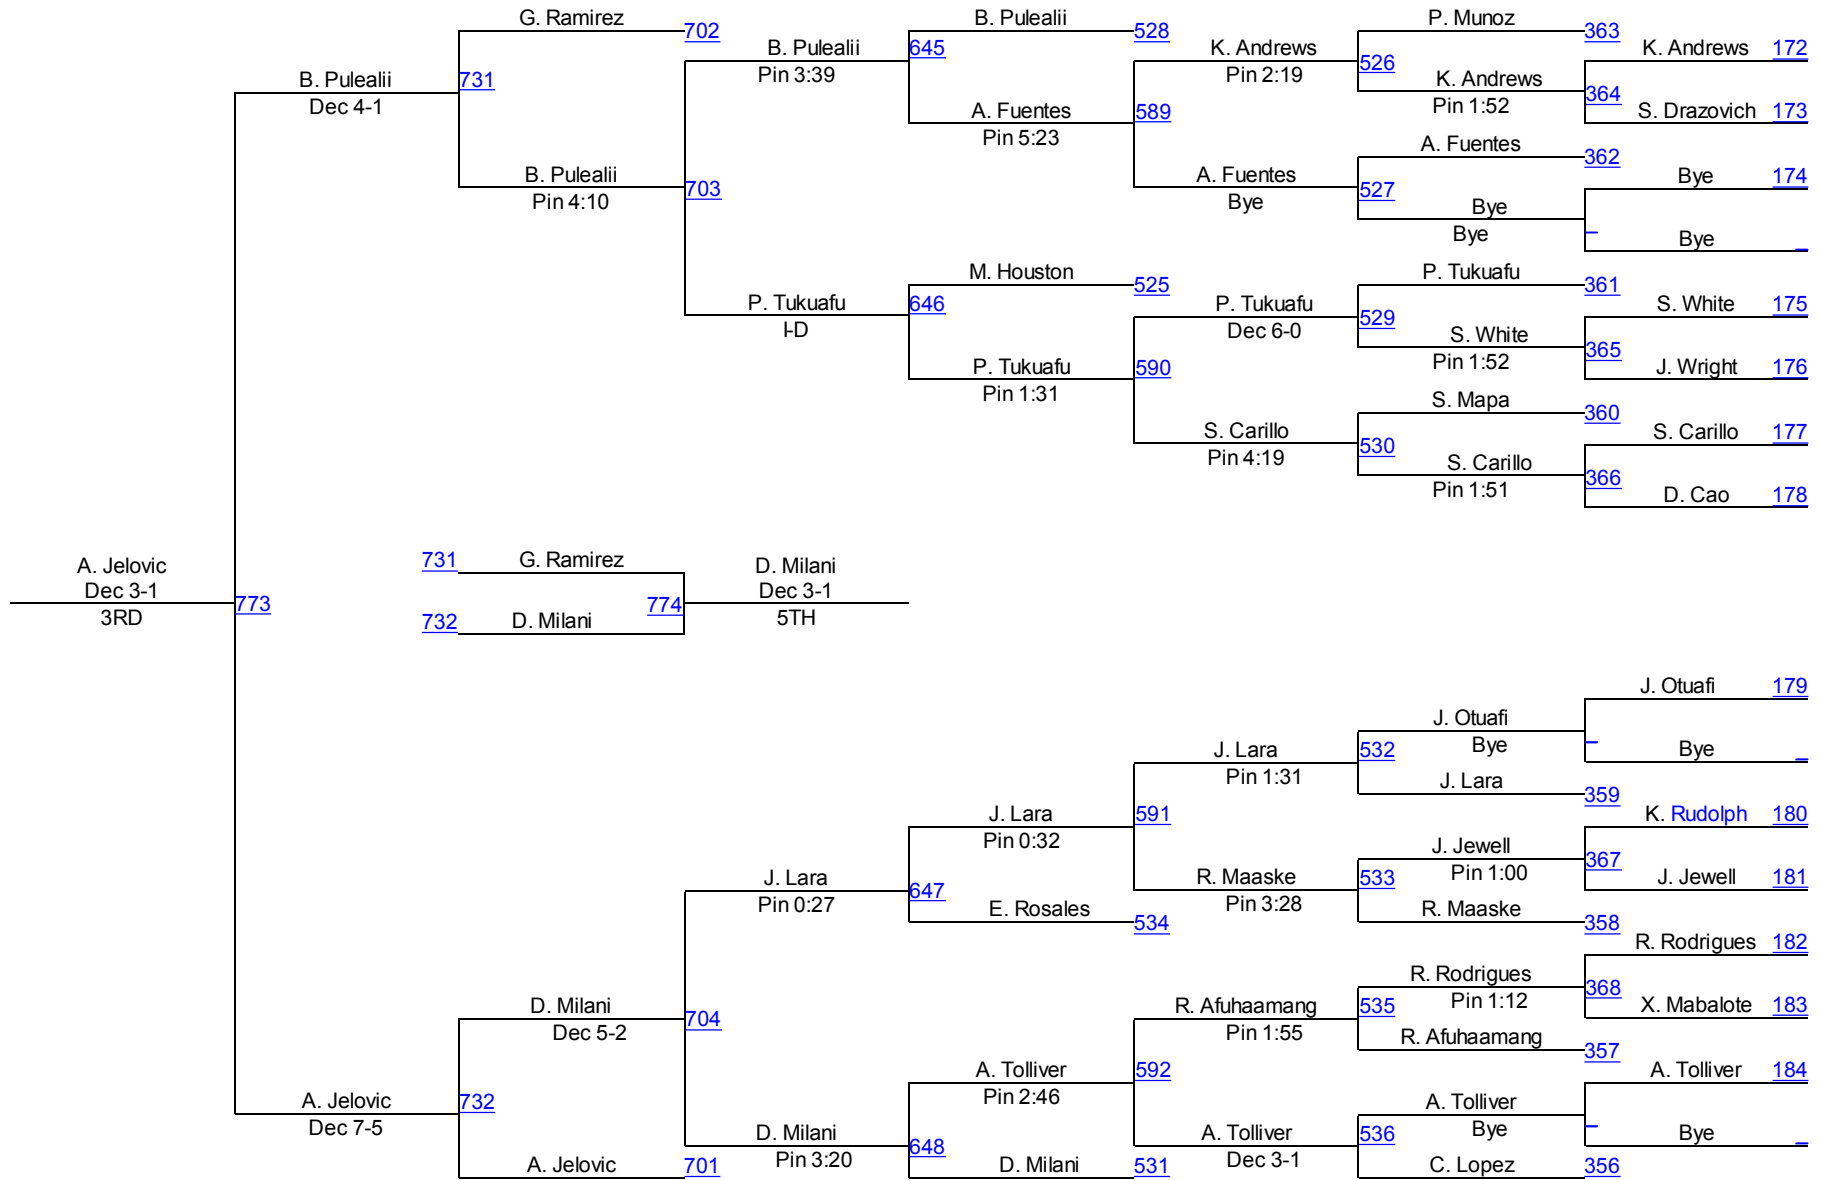 G. Ramirez 702
B. Pulealii 528
P. Munoz 363
B. Pulealii
Pin 3:39
645
K. Andrews
Pin 2:19
526
K. Andrews 172
B. Pulealii
Dec 4-1
731
K. Andrews
Pin 1:52
364
A. Fuentes
Pin 5:23
589
S. Drazovich 173
A. Fuentes 362
B. Pulealii
Pin 4:10
703
A. Fuentes
Bye
527
Bye 174
Bye
Bye
_
Bye _
M. Houston 525
P. Tukuafu 361
P. Tukuafu
I-D
646
P. Tukuafu
Dec 6-0
529
S. White 175
S. White
Pin 1:52
365
P. Tukuafu
Pin 1:31
590
J. Wright 176
S. Mapa 360
S. Carillo
Pin 4:19
530
S. Carillo 177
S. Carillo
Pin 1:51
366
D. Cao 178
A. Jelovic
Dec 3-1
3RD
773
731 G. Ramirez
732 D. Milani
774
D. Milani
Dec 3-1
5TH
J. Otuafi 179
J. Otuafi
Bye
_
J. Lara
Pin 1:31
532
Bye _
J. Lara 359
J. Lara
Pin 0:32
591
K. Rudolph 180
J. Jewell
Pin 1:00
367
J. Lara
Pin 0:27
647
R. Maaske
Pin 3:28
533
J. Jewell 181
E. Rosales 534
R. Maaske 358
R. Rodrigues 182
R. Rodrigues
Pin 1:12
368
D. Milani
Dec 5-2
704
R. Afuhaamang
Pin 1:55
535
X. Mabalote 183
R. Afuhaamang 357
A. Tolliver
Pin 2:46
592
A. Tolliver 184
A. Jelovic
Dec 7-5
732
A. Tolliver
Bye
_
D. Milani
Pin 3:20
648
A. Tolliver
Dec 3-1
536
Bye _
A. Jelovic 701
D. Milani 531
C. Lopez 356